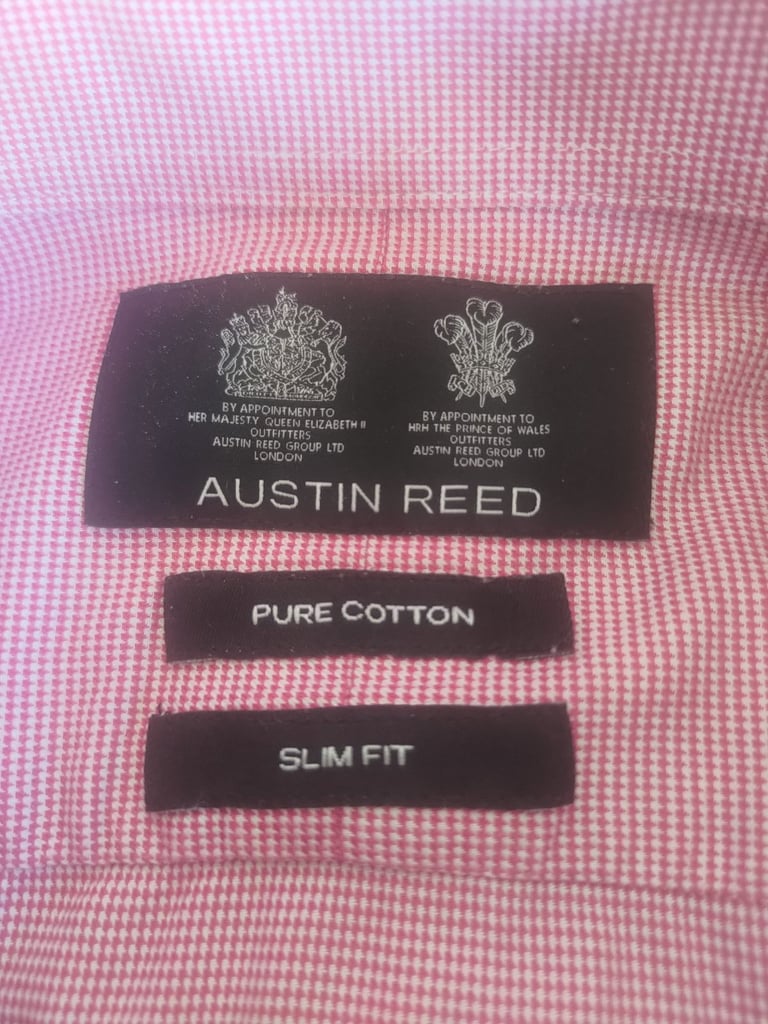 BY APPOINTMENT TO
HER MAJESTY QUEEN ELIZABETH II
OUTFITTERS
AUSTIN REED GROUP LTD
LONDON
BY APPOINTMENT TO
HRH THE PRINCE OF WALES
OUTFITTERS
AUSTIN REED GROUP LTD
LONDON
AUSTIN REED
PURE COTTON
SLIM FIT